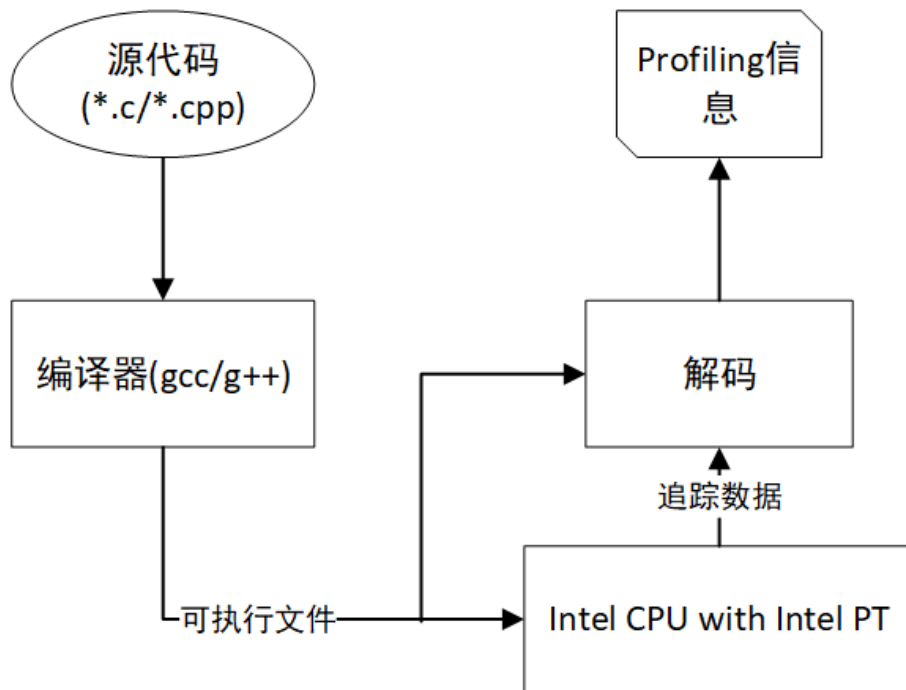 源代码
(*.c/*.cpp)
Profiling信
息
编译器(gcc/g++)
解码
追踪数据
可执行文件
Intel CPU with Intel PT